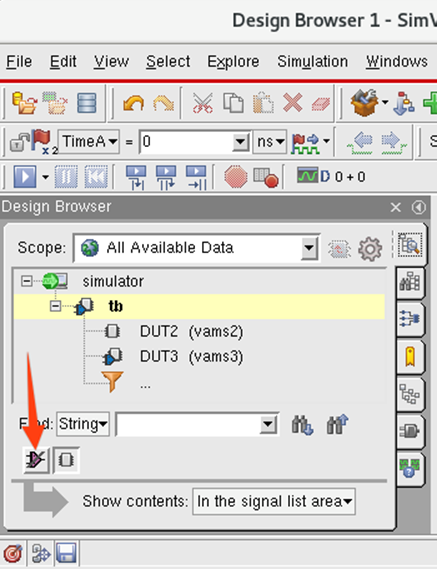 Design Browser 1 - Sim
File Edit View Select Explore Simulation Windows
x2 TimeA = 0 ns
D 0 + 0
Design Browser
Scope: All Available Data
simulator
tb
DUT2 (vams2)
DUT3 (vams3)
...
Find: String
Show contents: In the signal list area